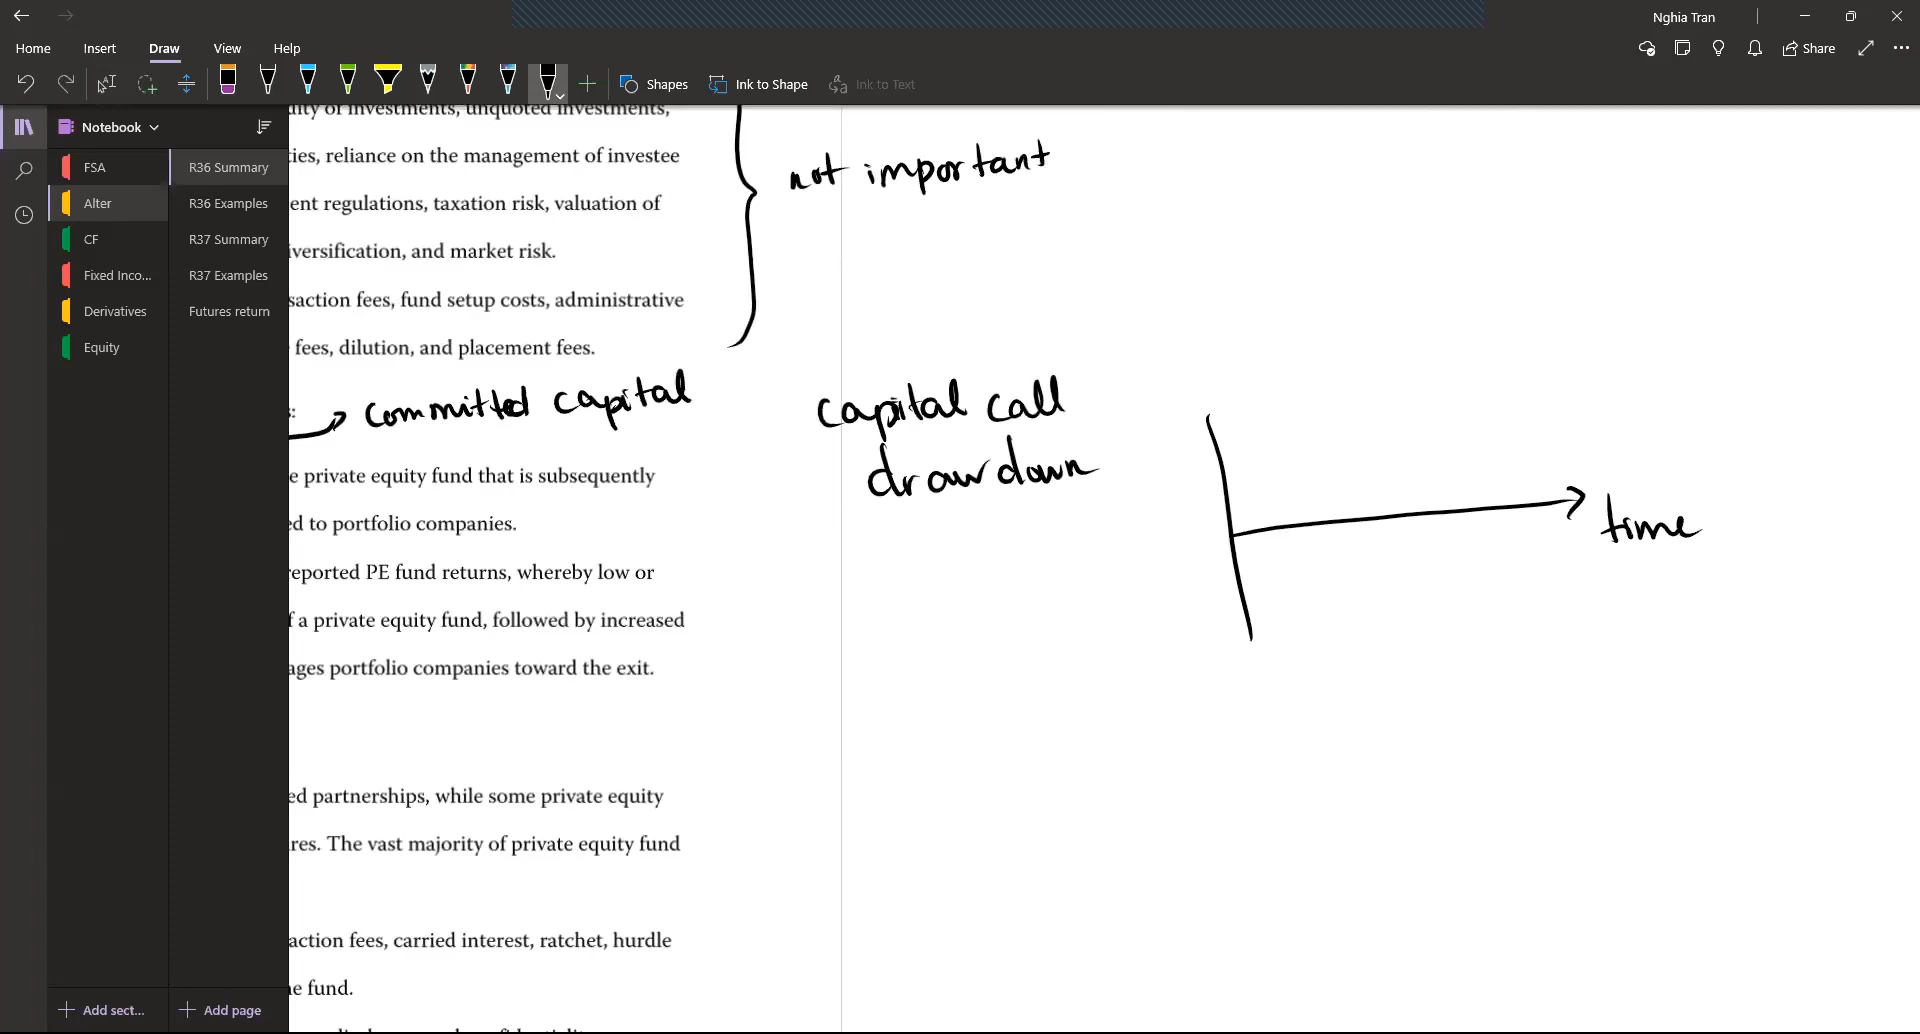 Nghia Tran
Home Insert Draw View Help
Share
Shapes Ink to Shape Ink to Text
Notebook
FSA
Alter
CF
Fixed Inco...
Derivatives
Equity
R36 Summary
R36 Examples
R37 Summary
R37 Examples
Futures return
Add sect...
Add page
dity of investments, unquoted investments,
ties, reliance on the management of investee
ent regulations, taxation risk, valuation of
iversification, and market risk.
saction fees, fund setup costs, administrative
fees, dilution, and placement fees.
not important
s: committed capital
capital call
drawdown
time
e private equity fund that is subsequently
ed to portfolio companies.
reported PE fund returns, whereby low or
f a private equity fund, followed by increased
ages portfolio companies toward the exit.
ed partnerships, while some private equity
res. The vast majority of private equity fund
action fees, carried interest, ratchet, hurdle
e fund.